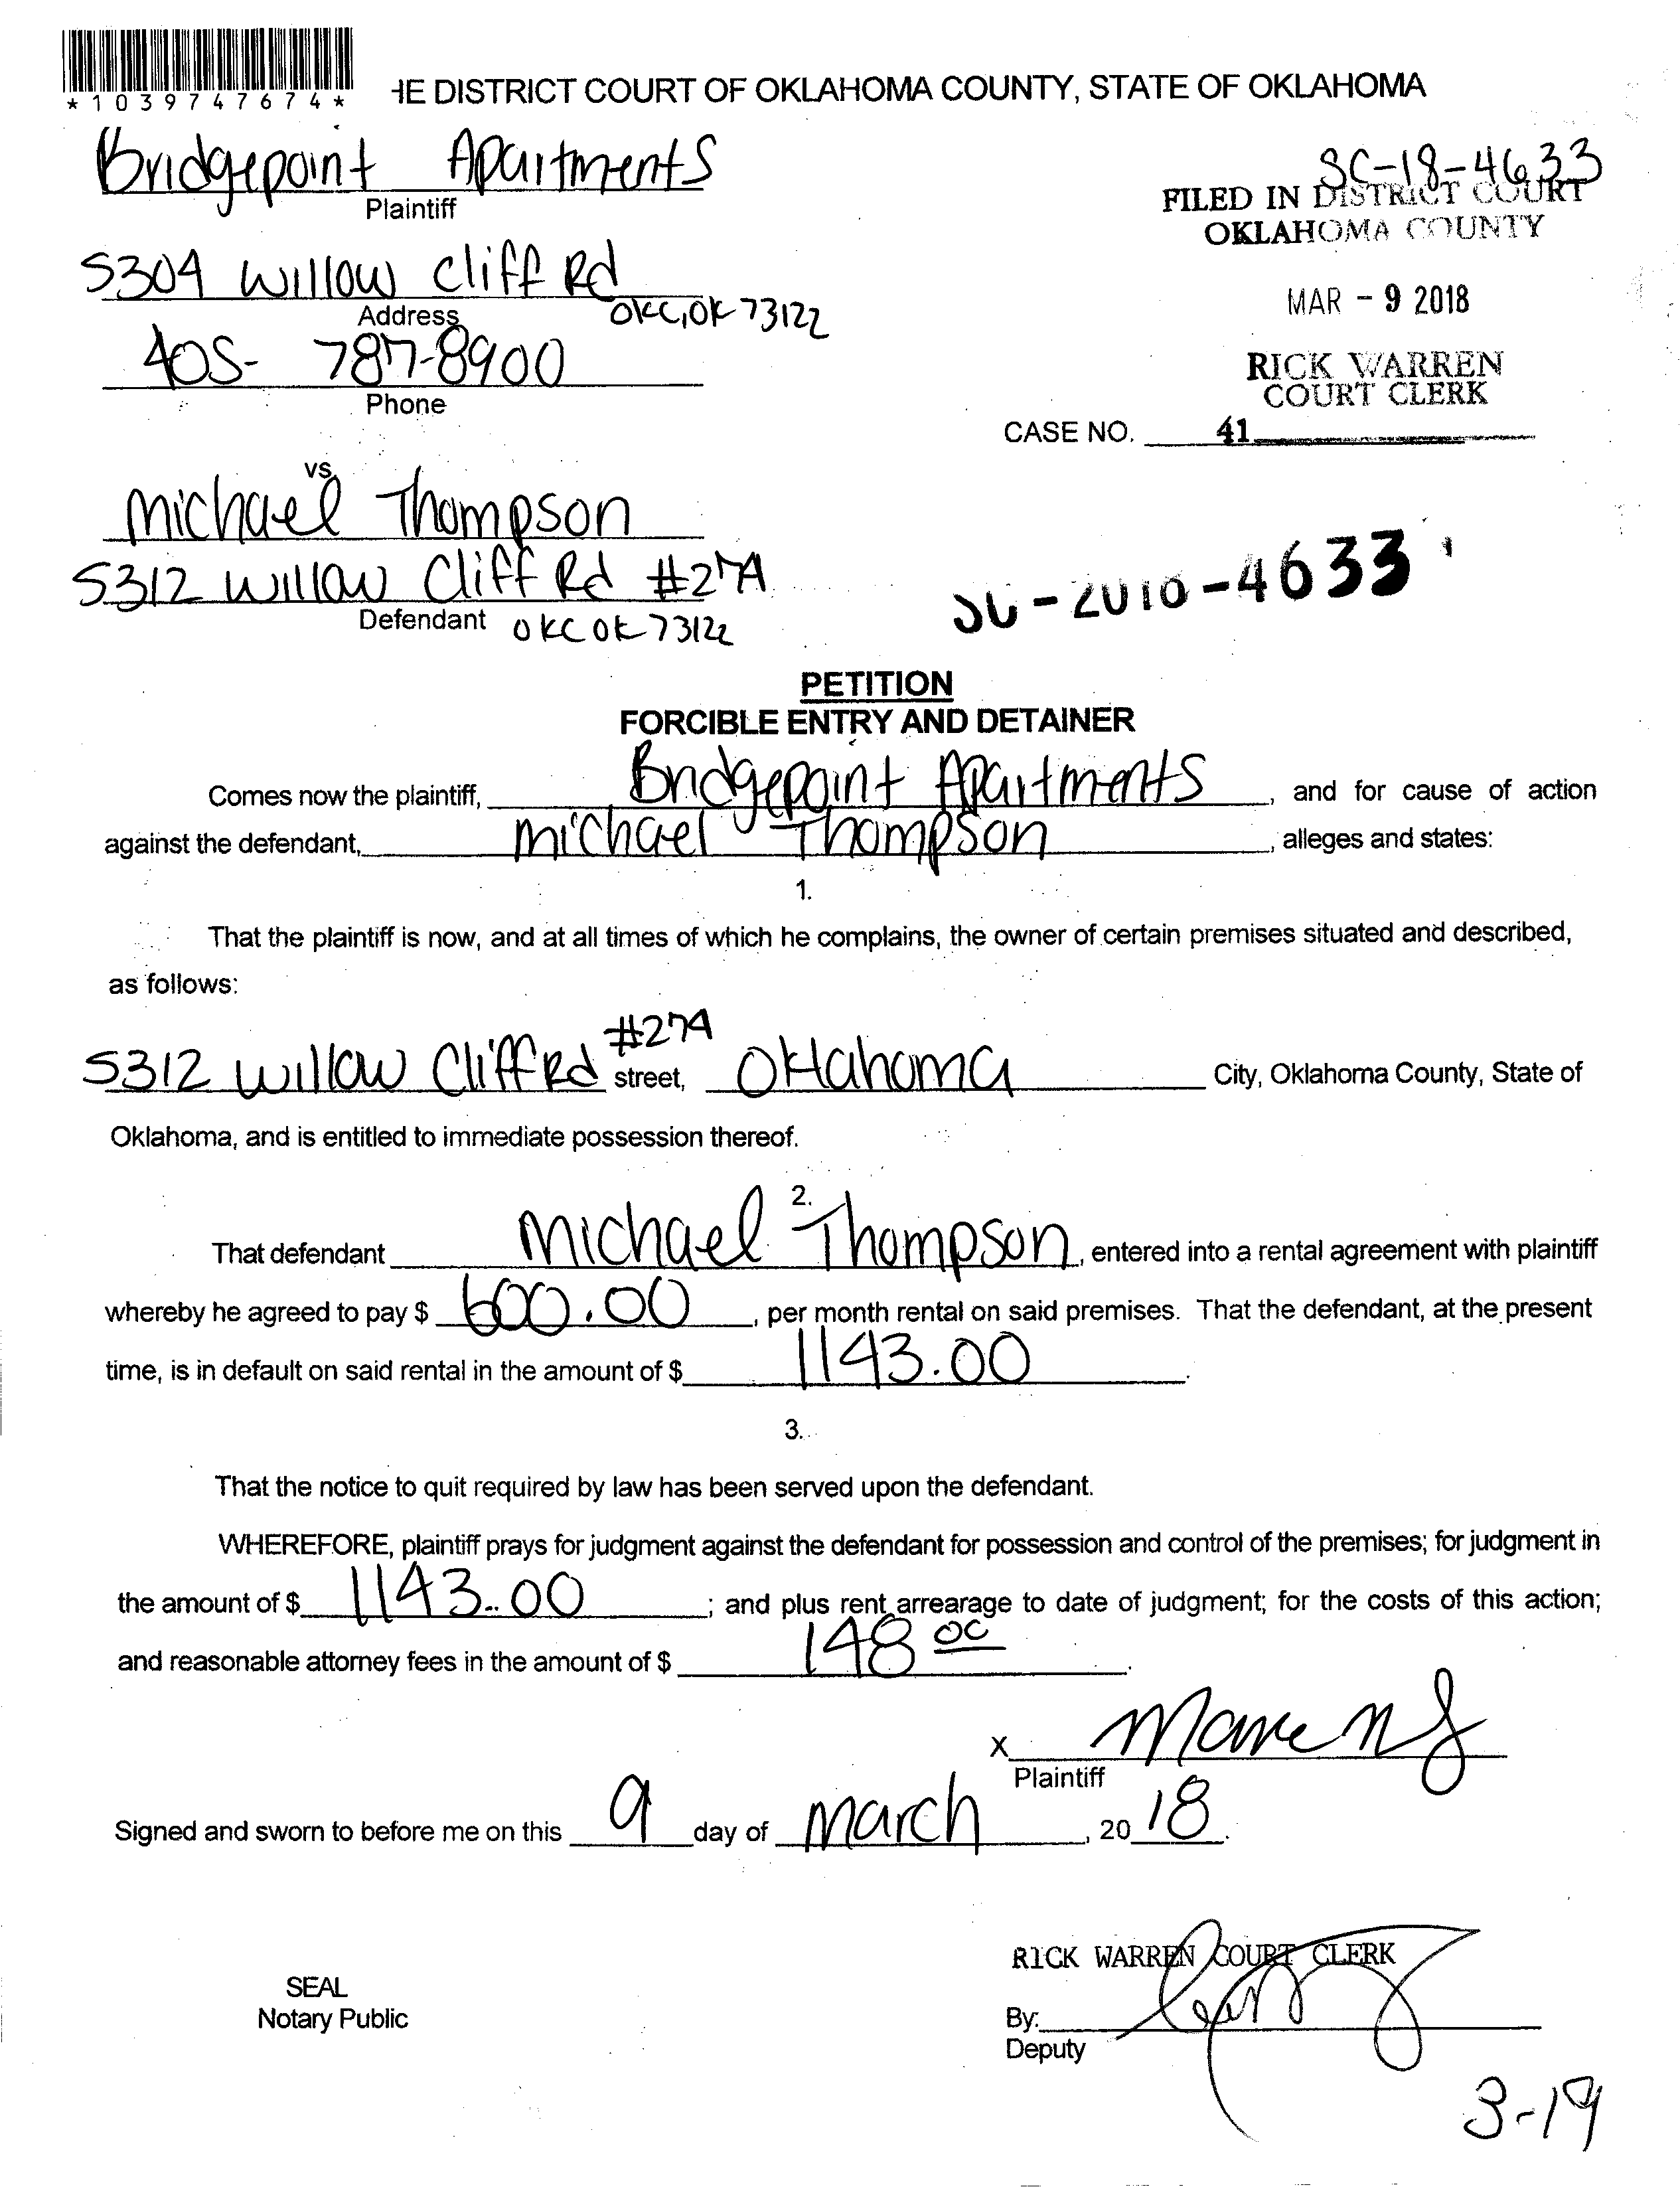 *1039747674*
HE DISTRICT COURT OF OKLAHOMA COUNTY, STATE OF OKLAHOMA
Bridgepoint Apartments
Plaintiff
SC-18-4633
FILED IN DISTRICT COURT
OKLAHOMA COUNTY
5304 Willow Cliff Rd
Address
OKC, OK 73122
MAR - 9 2018
405- 787-8900
Phone
RICK WARREN
COURT CLERK
CASE NO. 41
vs.
Michael Thompson
5312 Willow Cliff Rd #274
Defendant OKC OK 73122
SC-2018-4633
PETITION
FORCIBLE ENTRY AND DETAINER
Comes now the plaintiff, Bridgepoint Apartments, and for cause of action
against the defendant, Michael Thompson, alleges and states:
1.
That the plaintiff is now, and at all times of which he complains, the owner of certain premises situated and described,
as follows:
5312 Willow Cliff Rd #274 street, Oklahoma City, Oklahoma County, State of
Oklahoma, and is entitled to immediate possession thereof.
2.
That defendant Michael Thompson, entered into a rental agreement with plaintiff
whereby he agreed to pay $ 600.00, per month rental on said premises. That the defendant, at the present
time, is in default on said rental in the amount of $ 1143.00.
3.
That the notice to quit required by law has been served upon the defendant.
WHEREFORE, plaintiff prays for judgment against the defendant for possession and control of the premises; for judgment in
the amount of $ 1143.00; and plus rent arrearage to date of judgment; for the costs of this action;
and reasonable attorney fees in the amount of $ 148 00.
X
Plaintiff
Signed and sworn to before me on this 9 day of March, 2018.
RICK WARREN COURT CLERK
SEAL
Notary Public
By:
Deputy
3-19